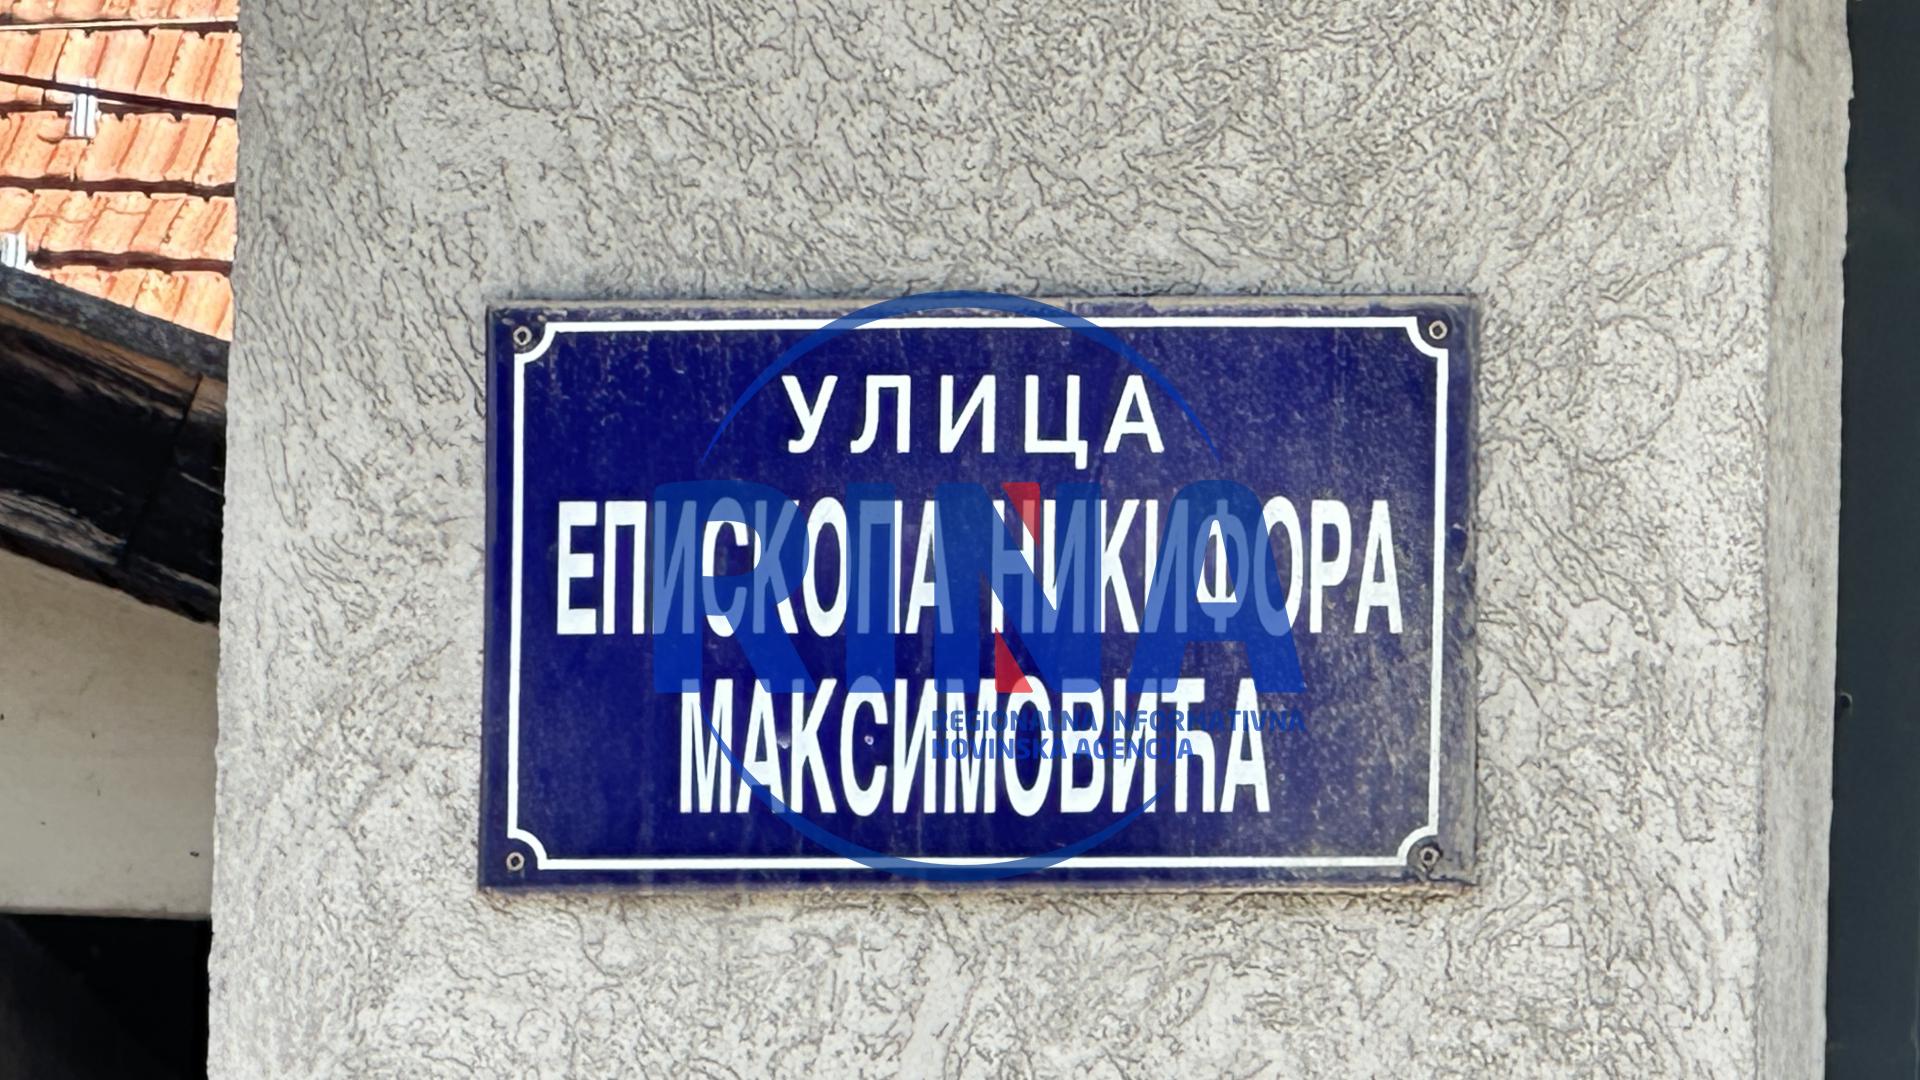 УЛИЦА
ЕПИСКОПА НИКИФОРА
МАКСИМОВИЋА
RINA
REGIONALNA INFORMATIVNA
NOVINSKA AGENCIJA